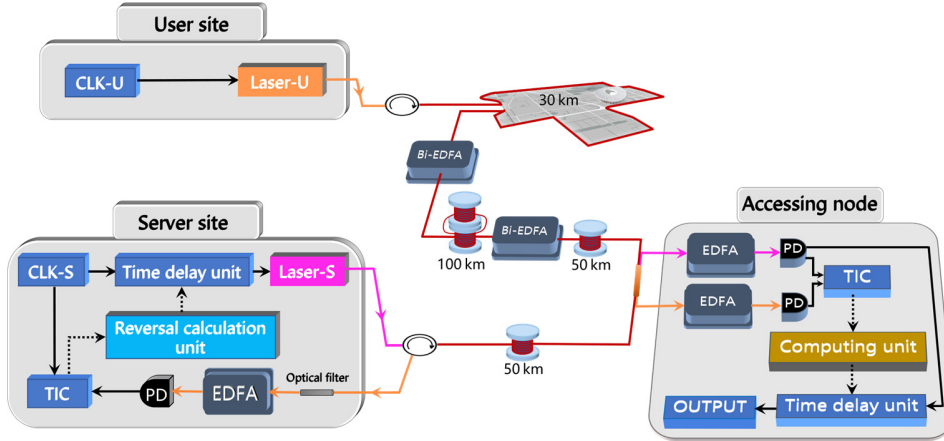 User site
CLK-U
Laser-U
30 km
Bi-EDFA
Server site
CLK-S
Time delay unit
Laser-S
Reversal calculation
unit
TIC
PD
EDFA
Optical filter
100 km
Bi-EDFA
50 km
50 km
Accessing node
EDFA
PD
TIC
EDFA
PD
Computing unit
OUTPUT
Time delay unit